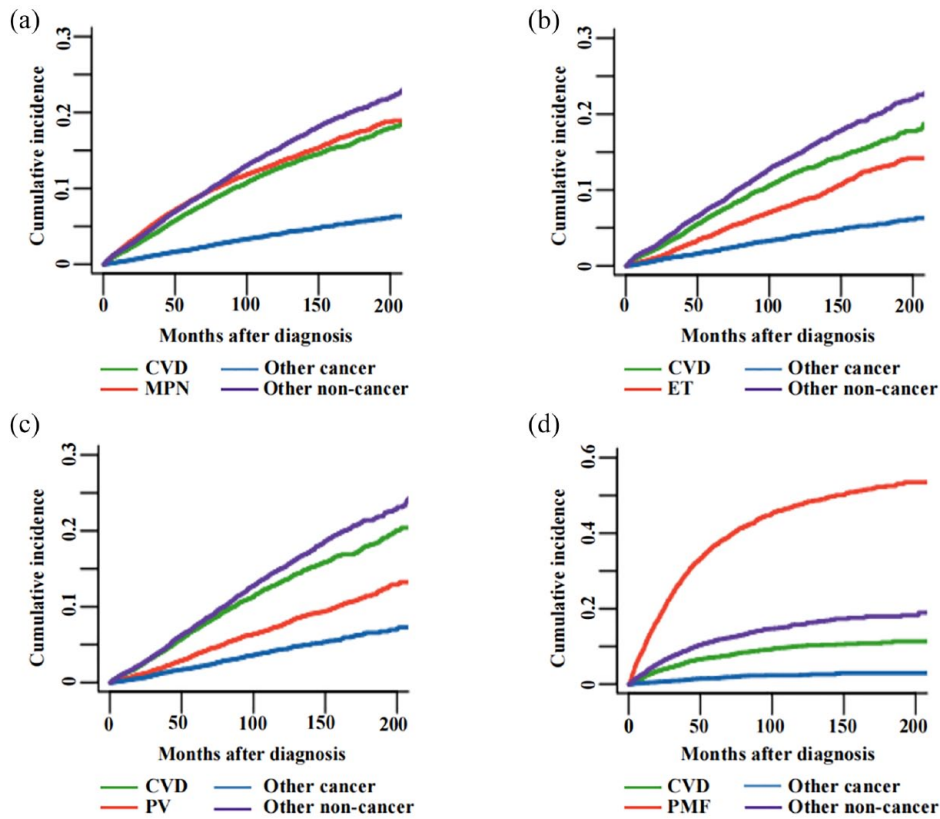 (a)
Cumulative incidence
0.3
0.2
0.1
0
0 50 100 150 200
Months after diagnosis
CVD Other cancer
MPN Other non-cancer
(b)
Cumulative incidence
0.3
0.2
0.1
0
0 50 100 150 200
Months after diagnosis
CVD Other cancer
ET Other non-cancer
(c)
Cumulative incidence
0.3
0.2
0.1
0
0 50 100 150 200
Months after diagnosis
CVD Other cancer
PV Other non-cancer
(d)
Cumulative incidence
0.6
0.4
0.2
0
0 50 100 150 200
Months after diagnosis
CVD Other cancer
PMF Other non-cancer